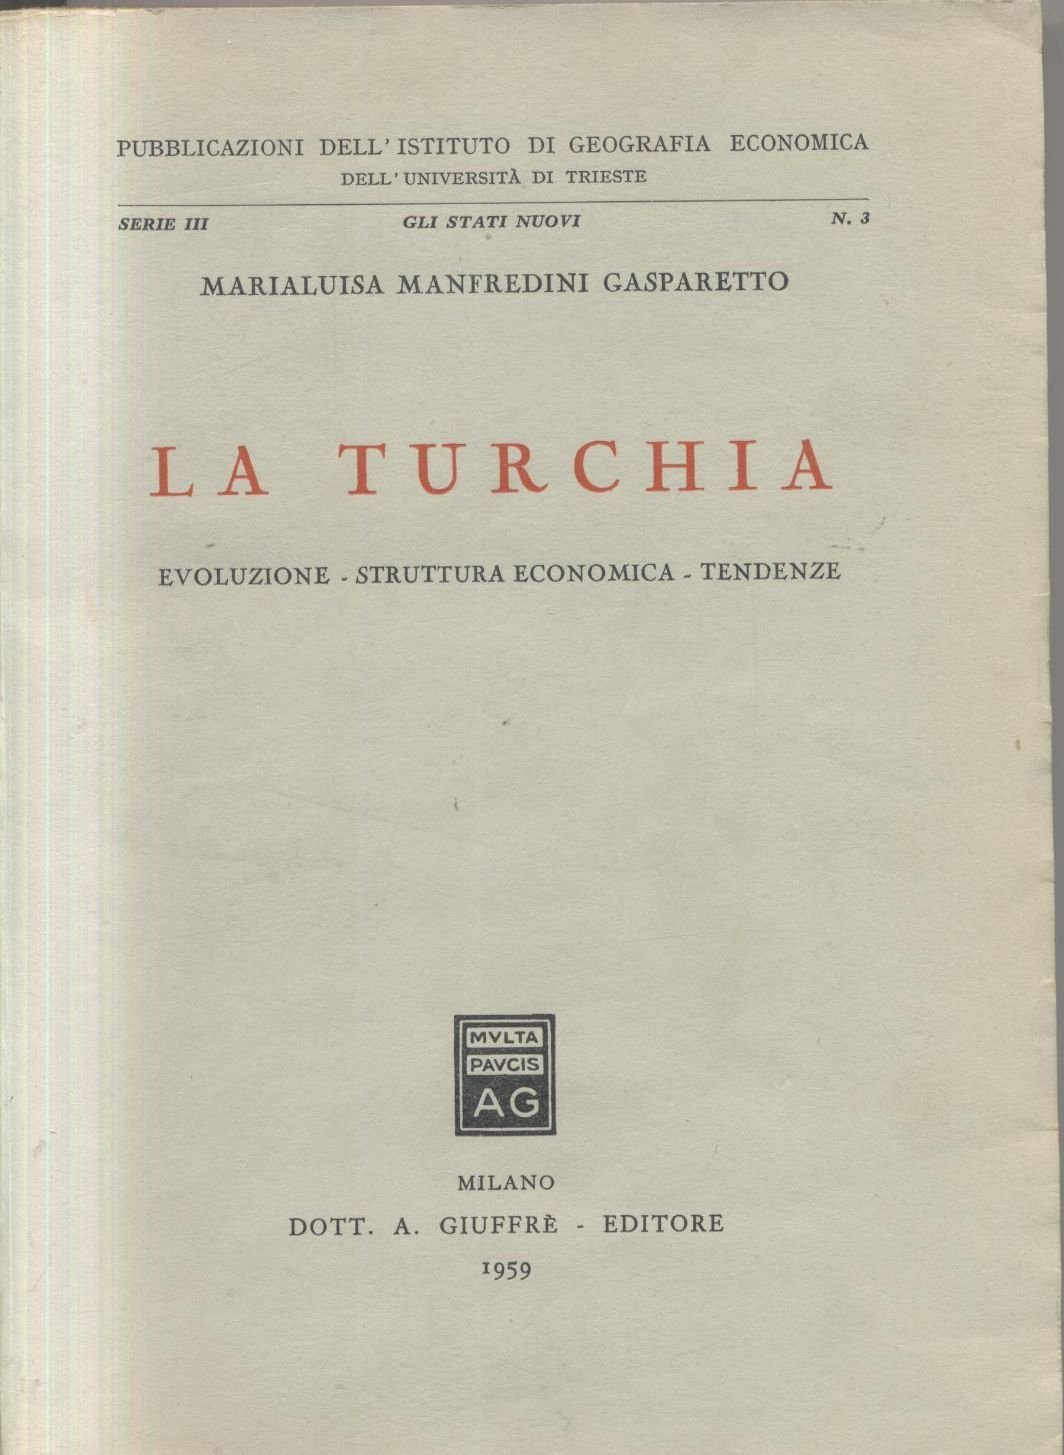 PUBBLICAZIONI DELL' ISTITUTO DI GEOGRAFIA ECONOMICA
DELL' UNIVERSITÀ DI TRIESTE
SERIE III GLI STATI NUOVI N. 3
MARIALUISA MANFREDINI GASPARETTO
LA TURCHIA
EVOLUZIONE - STRUTTURA ECONOMICA - TENDENZE
MVLTA
PAVCIS
AG
MILANO
DOTT. A. GIUFFRÈ - EDITORE
1959